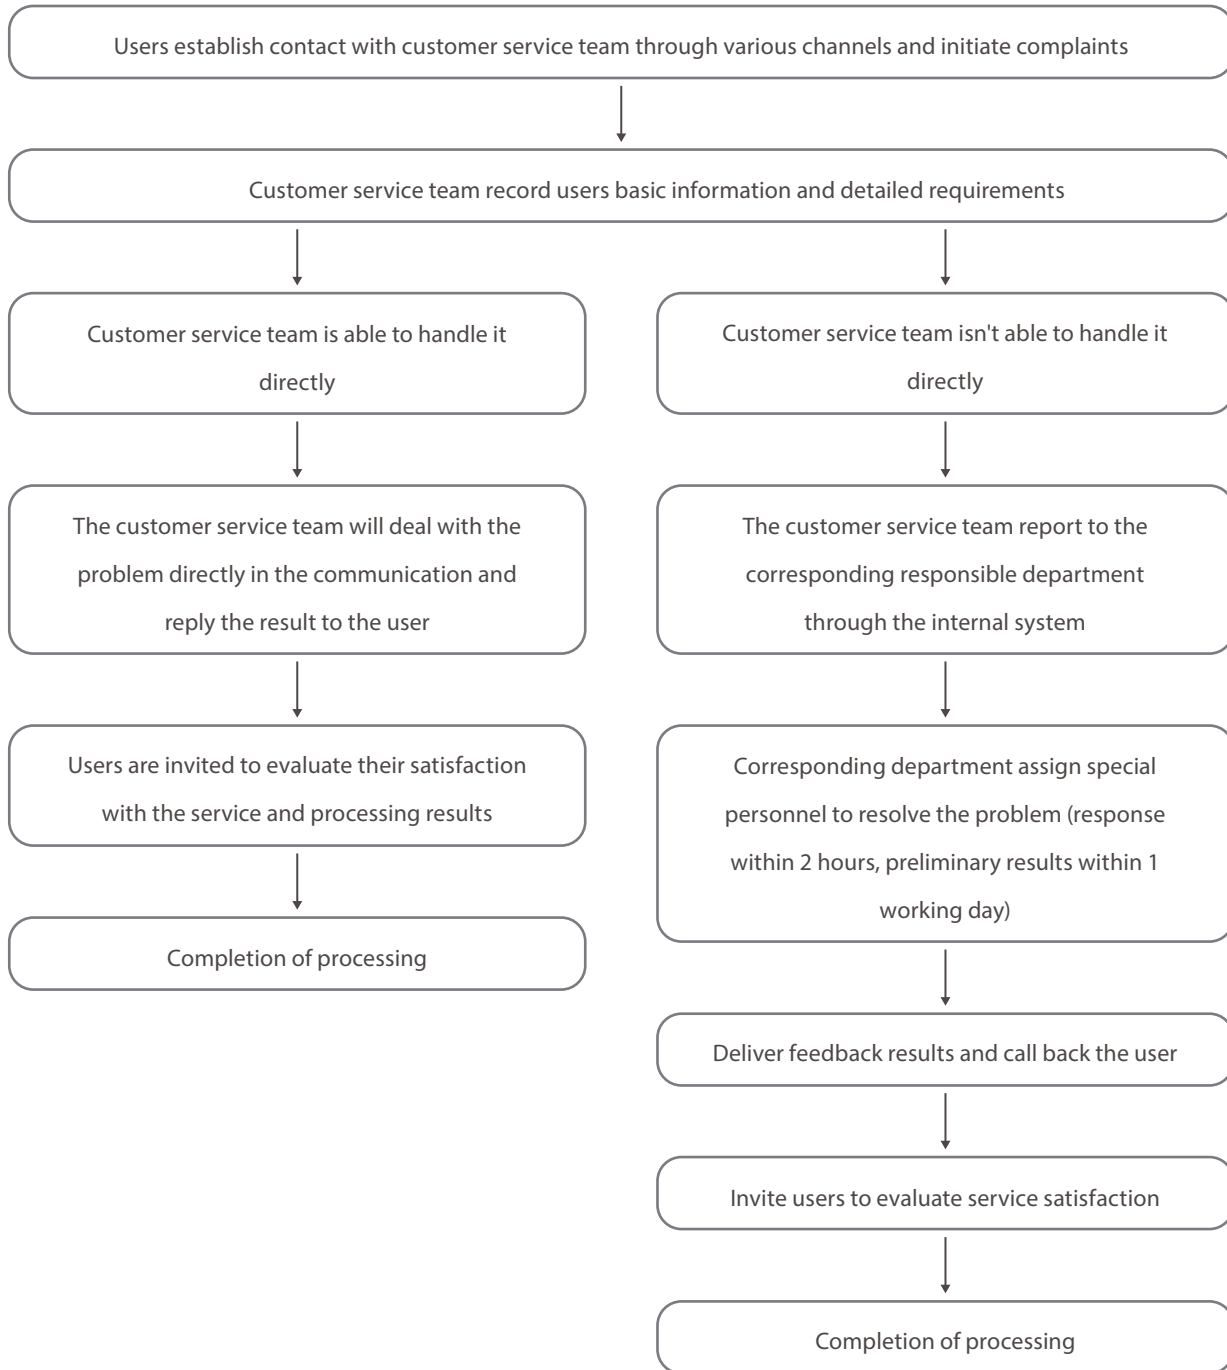 Users establish contact with customer service team through various channels and initiate complaints
Customer service team record users basic information and detailed requirements
Customer service team is able to handle it
directly
The customer service team will deal with the
problem directly in the communication and
reply the result to the user
Users are invited to evaluate their satisfaction
with the service and processing results
Completion of processing
Customer service team isn't able to handle it
directly
The customer service team report to the
corresponding responsible department
through the internal system
Corresponding department assign special
personnel to resolve the problem (response
within 2 hours, preliminary results within 1
working day)
Deliver feedback results and call back the user
Invite users to evaluate service satisfaction
Completion of processing